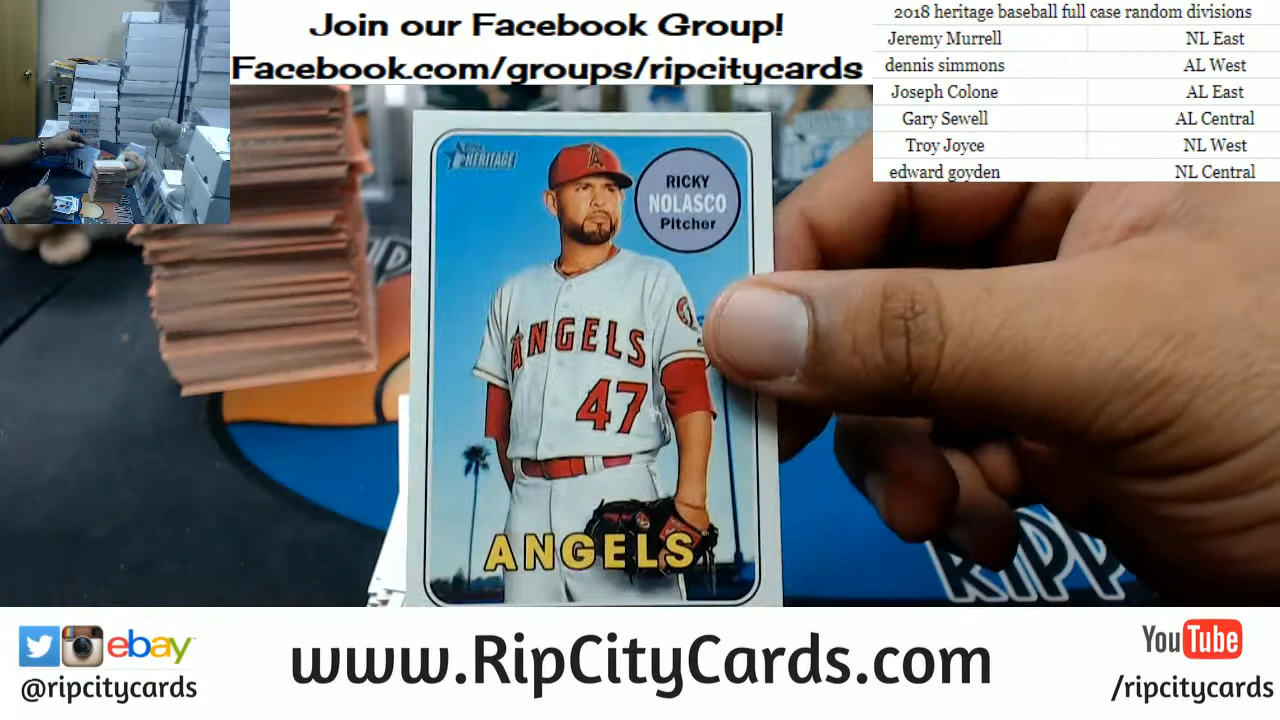 Join our Facebook Group!
Facebook.com/groups/ripcitycards
2018 heritage baseball full case random divisions
Jeremy Murrell NL East
dennis simmons AL West
Joseph Colone AL East
Gary Sewell AL Central
Troy Joyce NL West
edward goyden NL Central
Topps
HERITAGE
RICKY
NOLASCO
Pitcher
ANGELS
47
ANGELS
RIPP
ebay
@ripcitycards
www.RipCityCards.com
YouTube
/ripcitycards